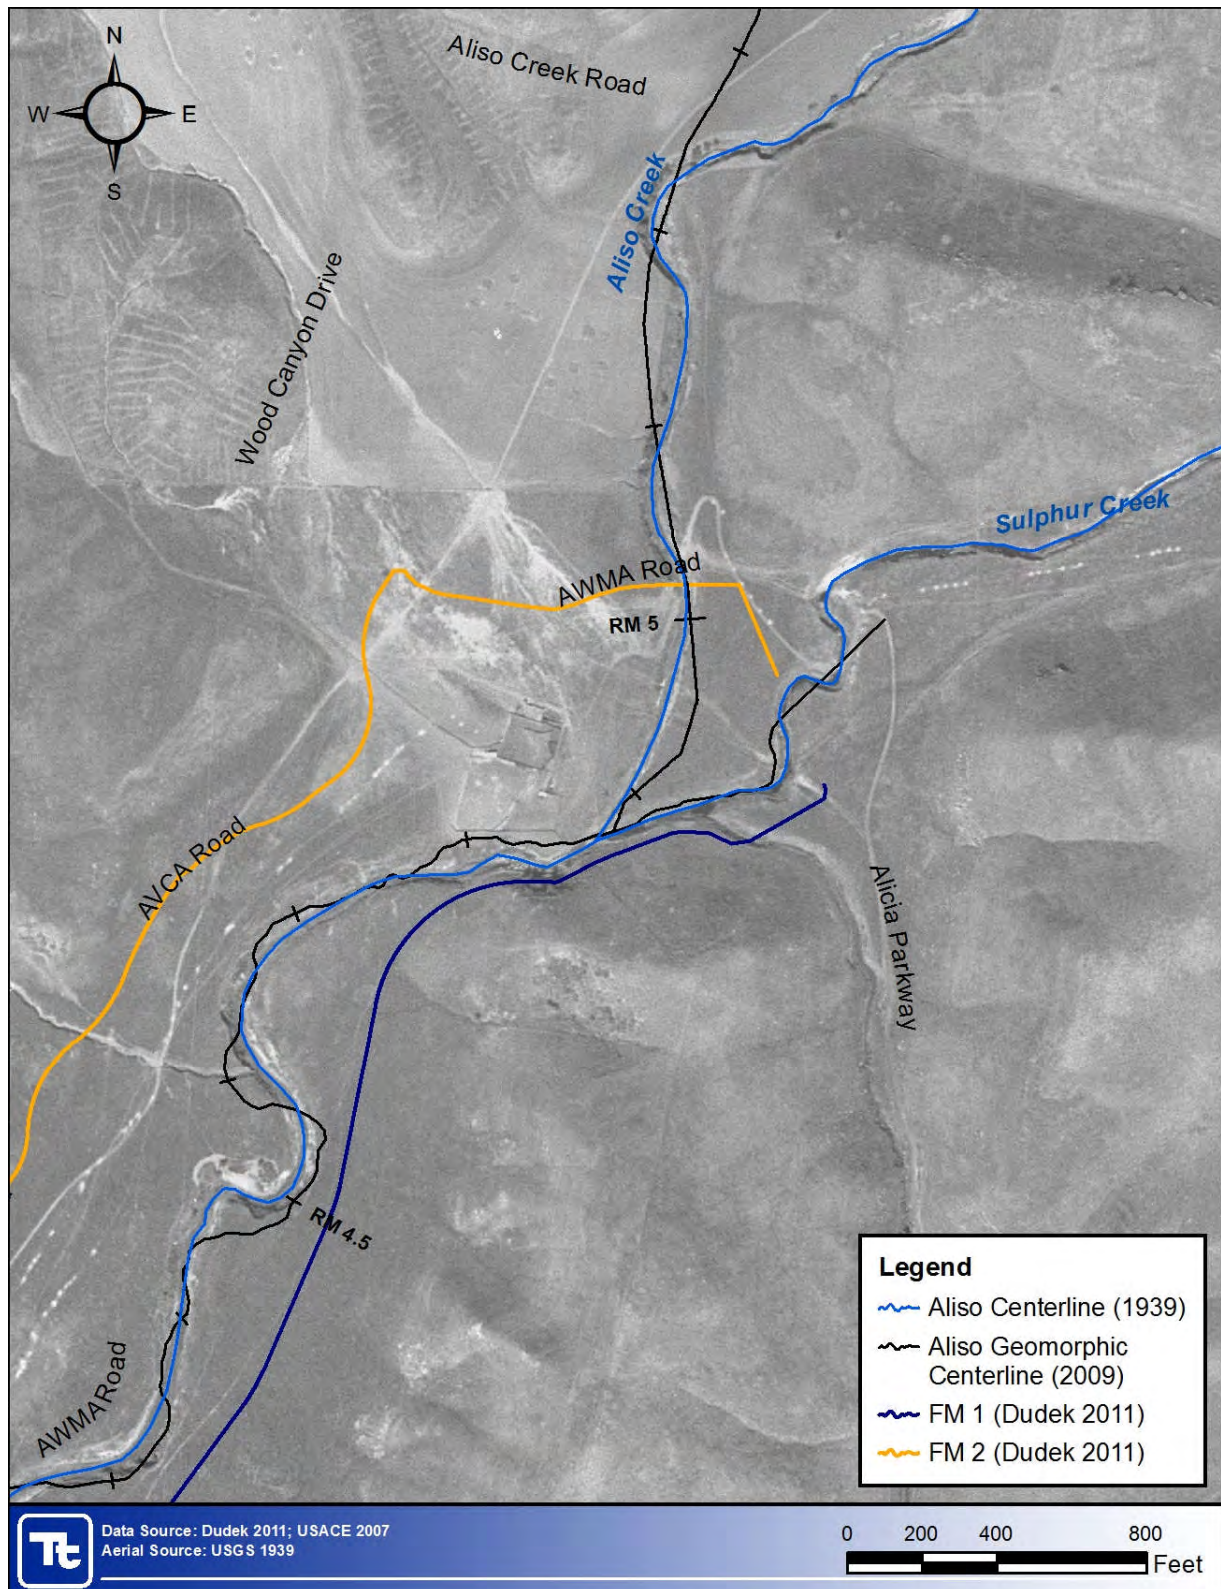 N
W
E
S
Aliso Creek Road
Aliso Creek
Wood Canyon Drive
Sulphur Creek
AWMA Road
RM 5
AVCA Road
Alicia Parkway
RM 4.5
AWMARoad
Legend
Aliso Centerline (1939)
Aliso Geomorphic
Centerline (2009)
FM 1 (Dudek 2011)
FM 2 (Dudek 2011)
Tt
Data Source: Dudek 2011; USACE 2007
Aerial Source: USGS 1939
0 200 400 800
Feet